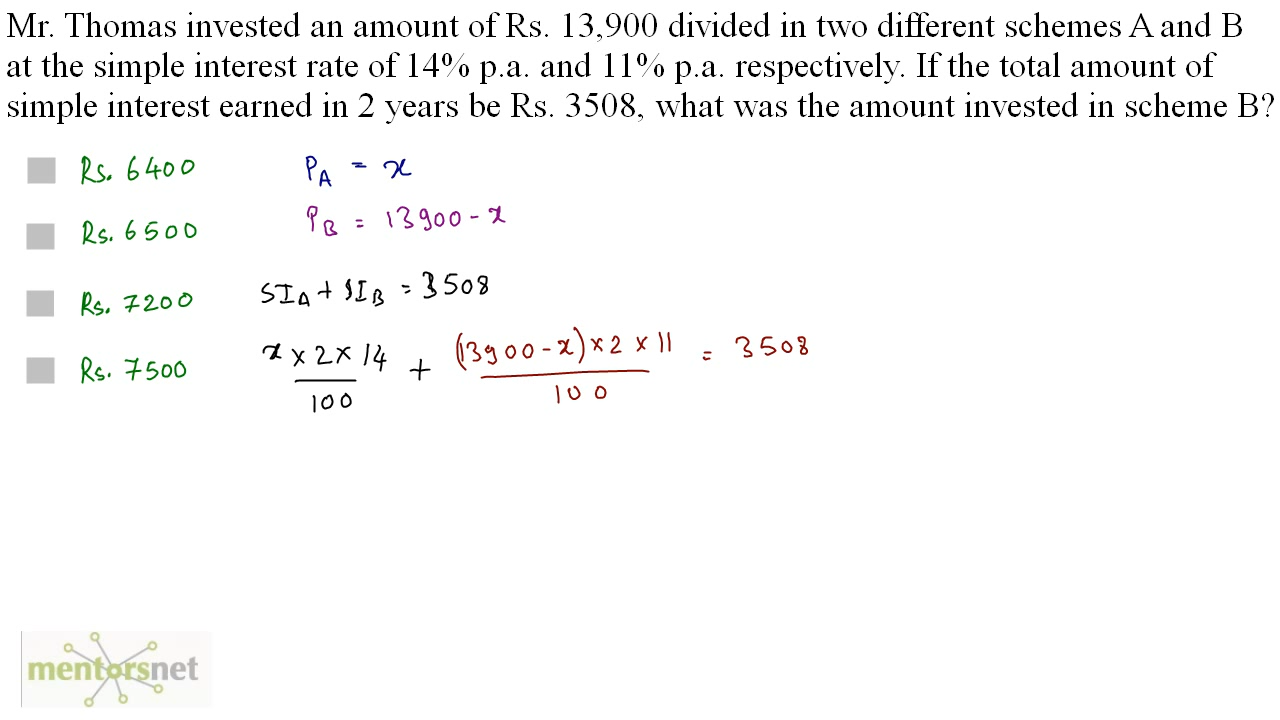 Mr. Thomas invested an amount of Rs. 13,900 divided in two different schemes A and B
at the simple interest rate of 14% p.a. and 11% p.a. respectively. If the total amount of
simple interest earned in 2 years be Rs. 3508, what was the amount invested in scheme B?
Rs. 6400
P_A = x
Rs. 6500
P_B = 13900 - x
Rs. 7200
SI_A + SI_B = 3508
Rs. 7500
x × 2 × 14 / 100 + (13900 - x) × 2 × 11 / 100 = 3508
mentorsnet